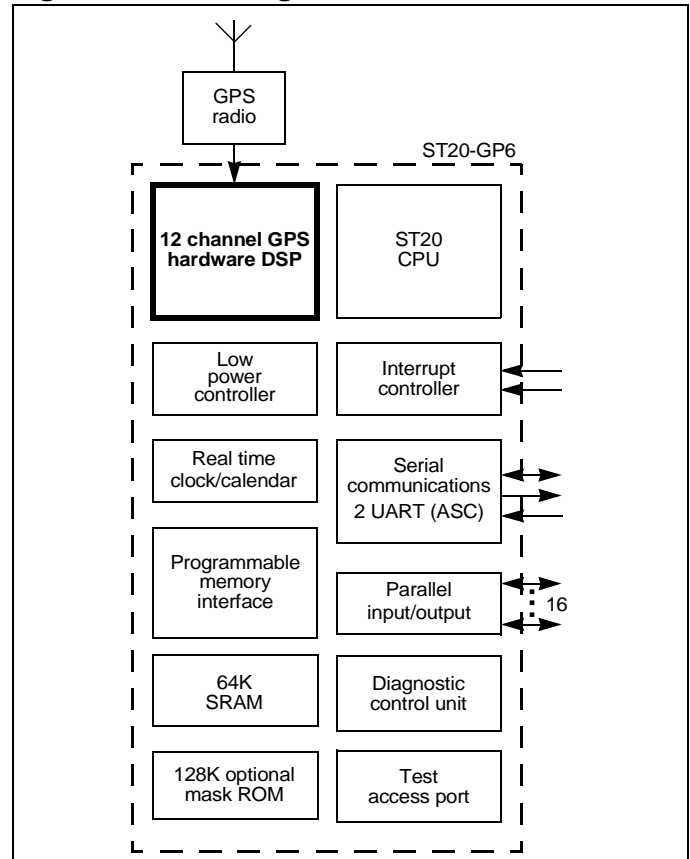 GPS
radio
ST20-GP6
12 channel GPS
hardware DSP
ST20
CPU
Low
power
controller
Interrupt
controller
Real time
clock/calendar
Serial
communications
2 UART (ASC)
Programmable
memory
interface
Parallel
input/output
16
64K
SRAM
Diagnostic
control unit
128K optional
mask ROM
Test
access port